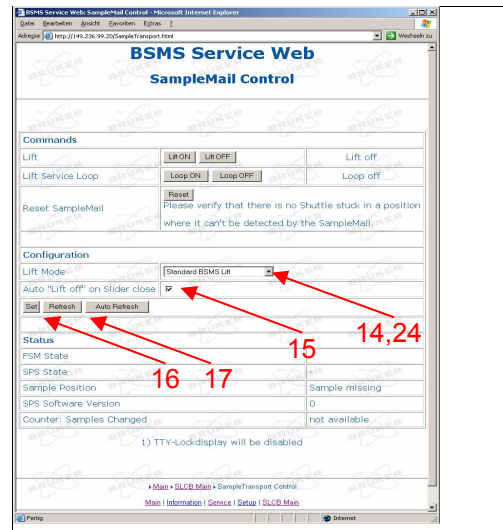 BSMS Service Web: SampleMail Control - Microsoft Internet Explorer
Datei Bearbeiten Ansicht Favoriten Extras ?
Adresse http://149.236.99.20/SampleTransport.html Wechseln zu
BSMS Service Web
SampleMail Control
Commands
Lift Lift ON Lift OFF Lift off
Lift Service Loop Loop ON Loop OFF Loop off
Reset SampleMail Reset
Please verify that there is no Shuttle stuck in a position
where it can't be detected by the SampleMail.
Configuration
Lift Mode Standard BSMS Lift
Auto "Lift off" on Slider close
Set Refresh Auto Refresh
14,24
15
16 17
Status
FSM State
SPS State -
Sample Position Sample missing
SPS Software Version 0
Counter: Samples Changed not available
1) TTY-Lockdisplay will be disabled
Main SLCB Main SampleTransport Control
Main | Information | Service | Setup | SLCB Main
Fertig Internet
BRUKER